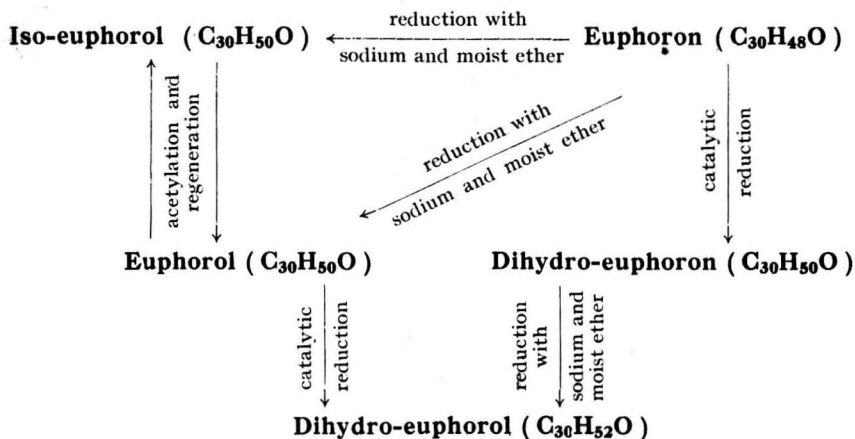 Iso-euphorol (C₃₀H₅₀O) reduction with sodium and moist ether Euphoron (C₃₀H₄₈O)
acetylation and regeneration
reduction with sodium and moist ether
catalytic reduction
Euphorol (C₃₀H₅₀O) Dihydro-euphoron (C₃₀H₅₀O)
catalytic reduction
reduction with sodium and moist ether
Dihydro-euphorol (C₃₀H₅₂O)